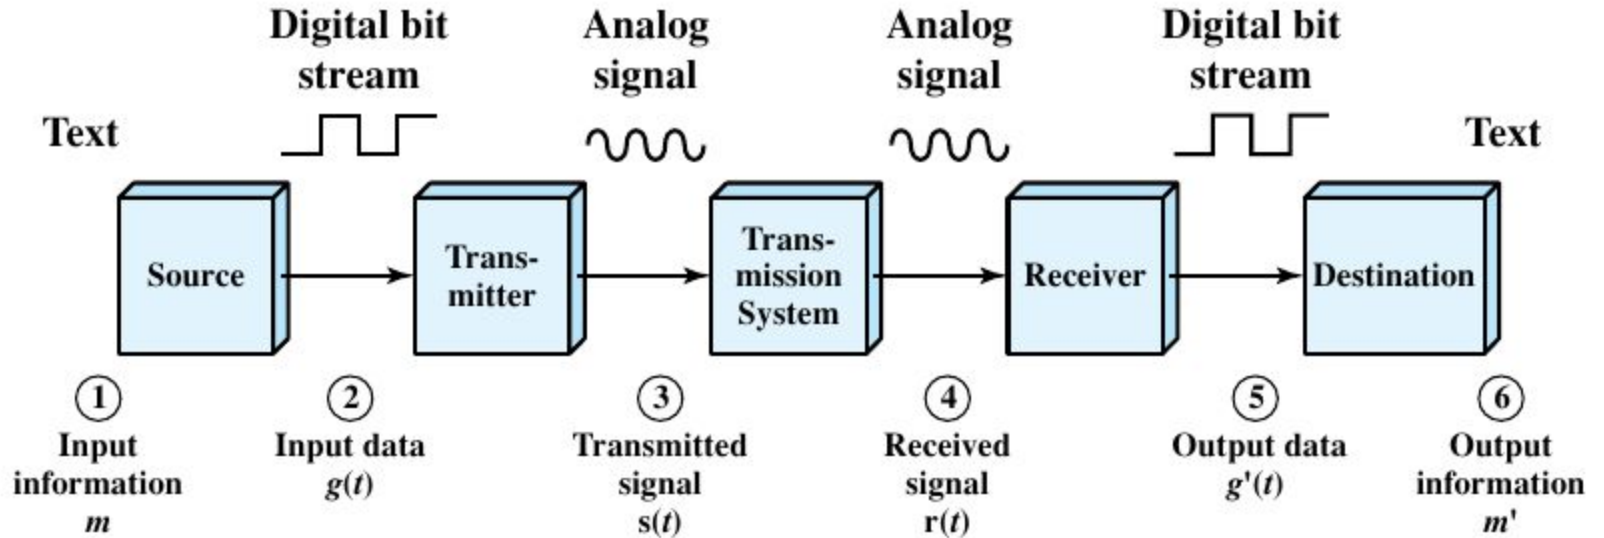 Digital bit
stream
Analog
signal
Analog
signal
Digital bit
stream
Text
Text
Source
Trans-
mitter
Trans-
mission
System
Receiver
Destination
1
Input
information
m
2
Input data
g(t)
3
Transmitted
signal
s(t)
4
Received
signal
r(t)
5
Output data
g'(t)
6
Output
information
m'